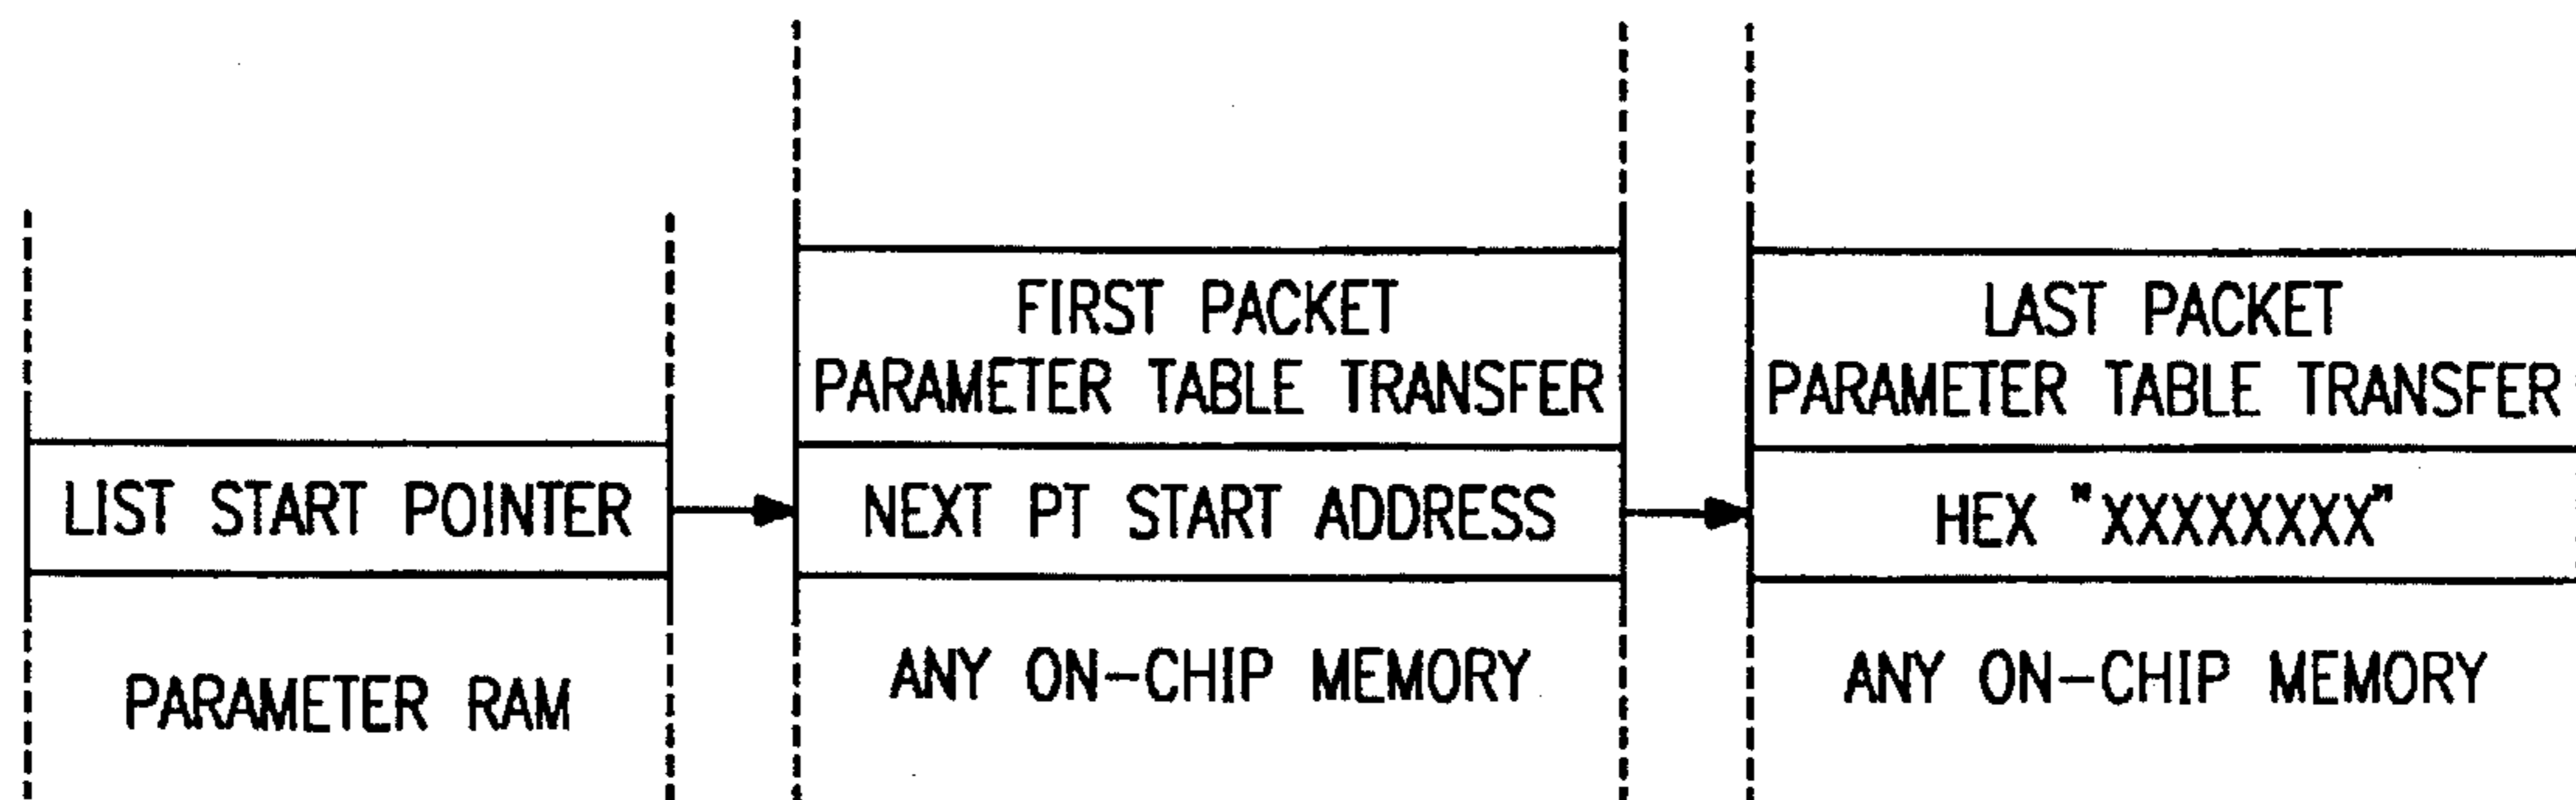 LIST START POINTER
PARAMETER RAM
FIRST PACKET
PARAMETER TABLE TRANSFER
NEXT PT START ADDRESS
ANY ON-CHIP MEMORY
LAST PACKET
PARAMETER TABLE TRANSFER
HEX "XXXXXXXX"
ANY ON-CHIP MEMORY